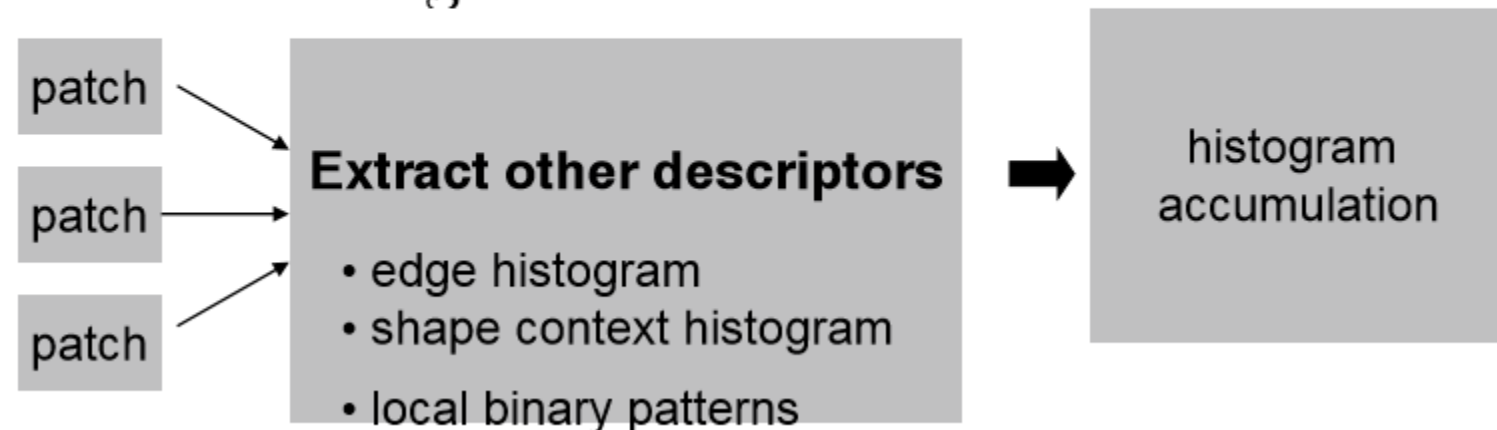 patch
patch
patch
Extract other descriptors
• edge histogram
• shape context histogram
• local binary patterns
histogram
accumulation